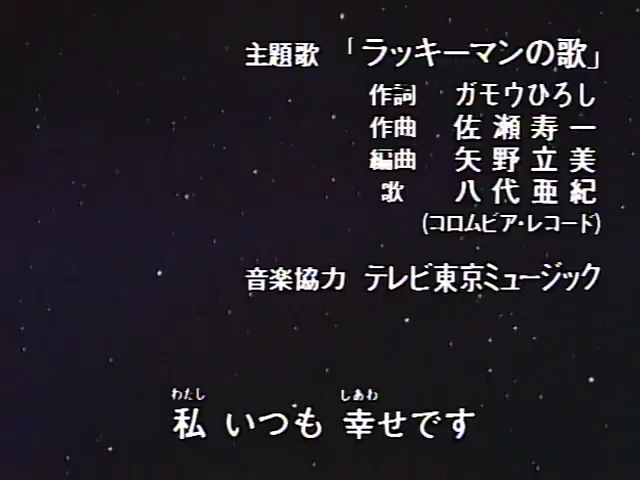 主題歌 「ラッキーマンの歌」
作詞 ガモウひろし
作曲 佐瀬寿一
編曲 矢野立美
歌 八代亜紀
(コロムビア・レコード)
音楽協力 テレビ東京ミュージック
わたし しあわ
私 いつも 幸せです